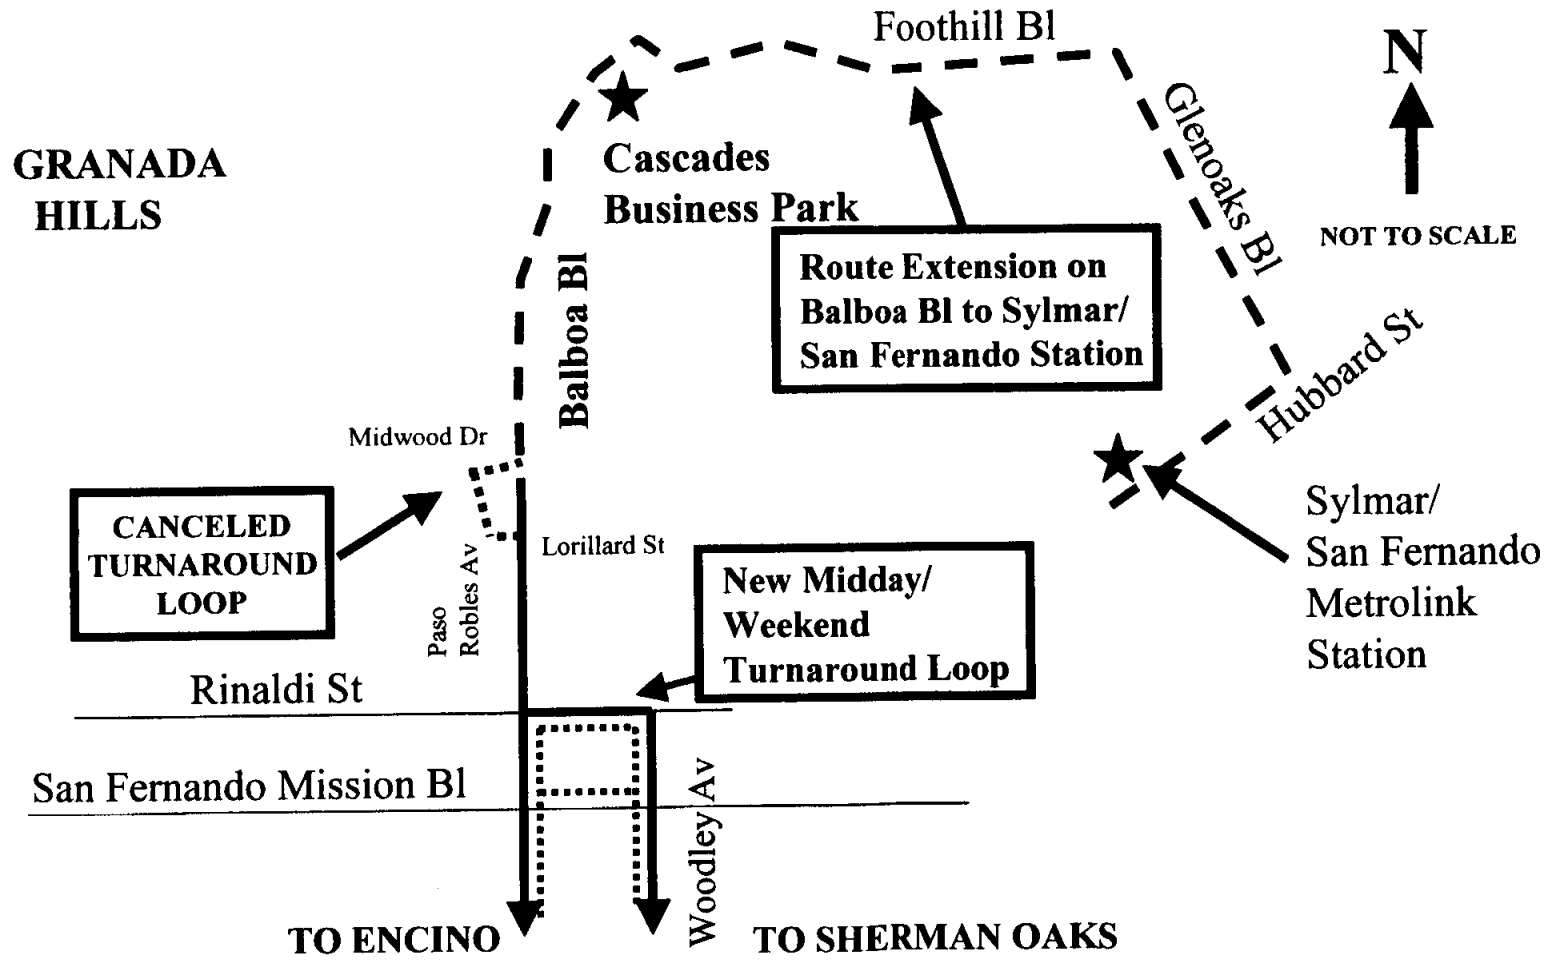 Foothill Bl
N
Glenoaks Bl
GRANADA
HILLS
Cascades
Business Park
NOT TO SCALE
Route Extension on
Balboa Bl to Sylmar/
San Fernando Station
Balboa Bl
Hubbard St
Midwood Dr
CANCELED
TURNAROUND
LOOP
Lorillard St
Paso
Robles Av
New Midday/
Weekend
Turnaround Loop
Sylmar/
San Fernando
Metrolink
Station
Rinaldi St
San Fernando Mission Bl
Woodley Av
TO ENCINO
TO SHERMAN OAKS